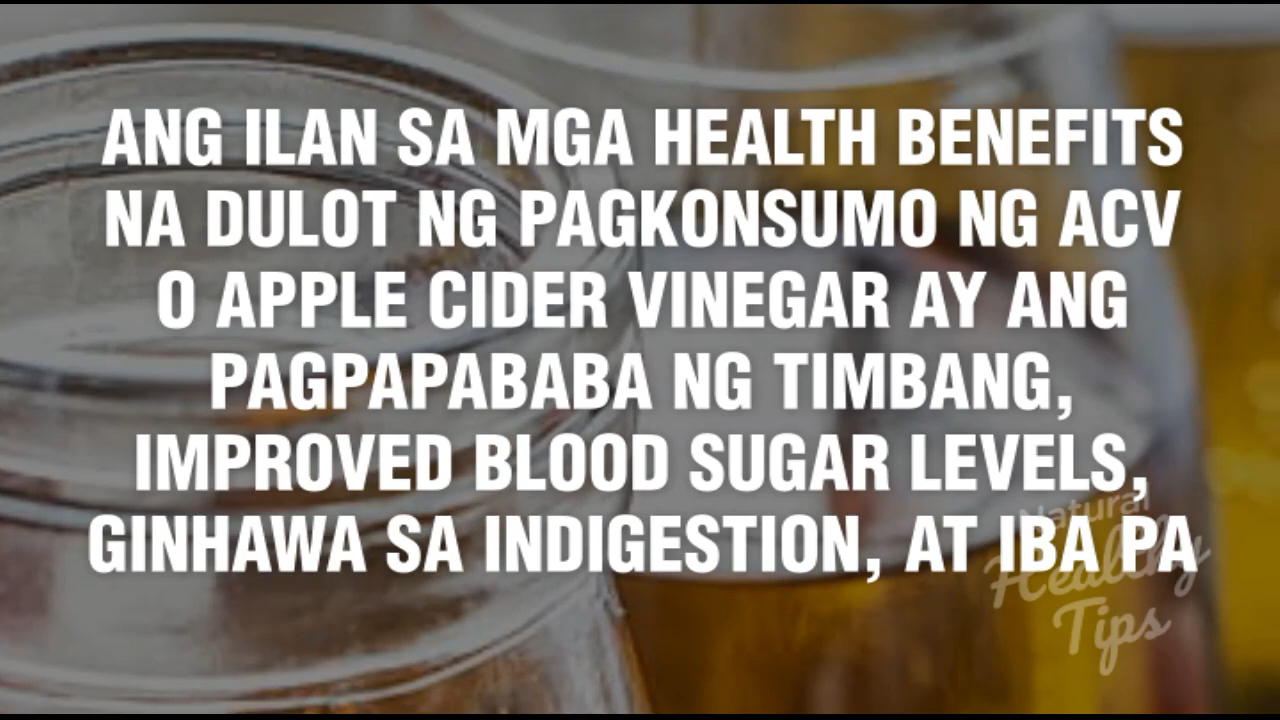 ANG ILAN SA MGA HEALTH BENEFITS
NA DULOT NG PAGKONSUMO NG ACV
O APPLE CIDER VINEGAR AY ANG
PAGPAPABABA NG TIMBANG,
IMPROVED BLOOD SUGAR LEVELS,
GINHAWA SA INDIGESTION, AT IBA PA
Natural
Healthy
Tips